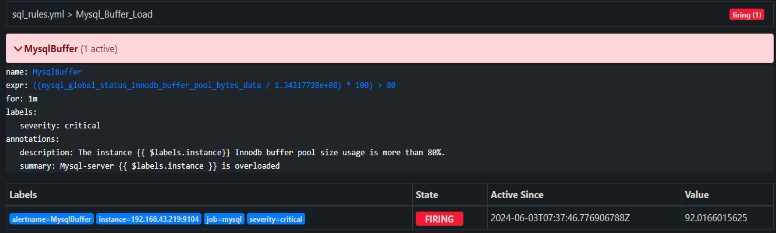 sql_rules.yml > Mysql_Buffer_Load
firing (1)
MysqlBuffer (1 active)
name: MysqlBuffer
expr: ((mysql_global_status_innodb_buffer_pool_bytes_data / 1.34217728e+08) * 100) > 80
for: 1m
labels:
severity: critical
annotations:
description: The instance {{ $labels.instance}} Innodb buffer pool size usage is more than 80%.
summary: Mysql-server {{ $labels.instance }} is overloaded
Labels State Active Since Value
alertname=MysqlBuffer instance=192.168.43.219:9104 job=mysql severity=critical FIRING 2024-06-03T07:37:46.776906788Z 92.0166015625